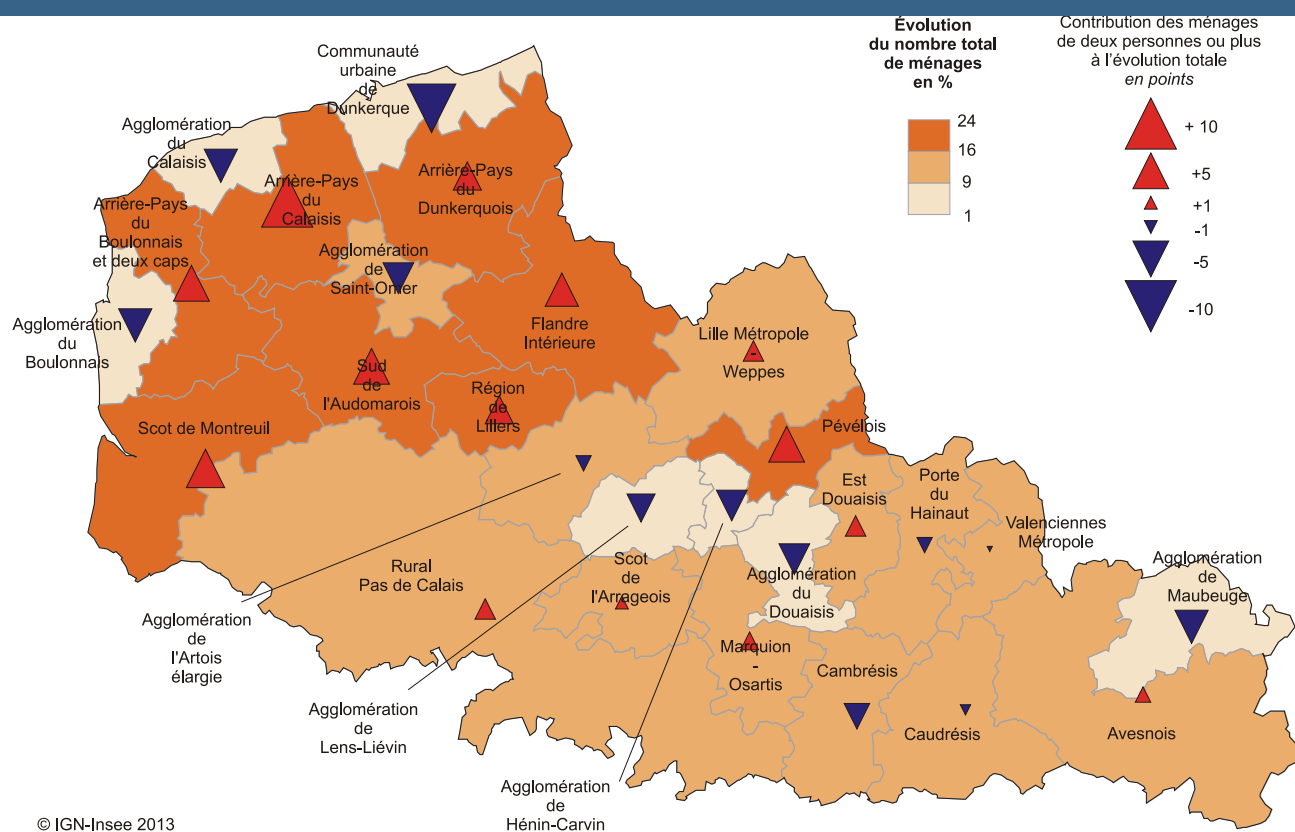 Évolution
du nombre total
de ménages
en %
24
16
9
1
Contribution des ménages
de deux personnes ou plus
à l'évolution totale
en points
+ 10
+5
+1
-1
-5
-10
Communauté
urbaine
de
Dunkerque
Agglomération
du
Calaisis
Arrière-Pays
du
Calaisis
Arrière-Pays
du
Dunkerquois
Arrière-Pays
du
Boulonnais
et deux caps
Agglomération
de
Saint-Omer
Agglomération
du
Boulonnais
Flandre
Intérieure
Lille Métropole
-
Weppes
Sud
de
l'Audomarois
Région
de
Lillers
Scot de Montreuil
Pévélois
Est
Douaisis
Porte
du
Hainaut
Valenciennes
Métropole
Agglomération
de
Maubeuge
Rural
Pas de Calais
Scot
de
l'Arrageois
Agglomération
du
Douaisis
Agglomération
de
l'Artois
élargie
Marquion
-
Osartis
Cambrésis
Caudrésis
Avesnois
Agglomération
de
Lens-Liévin
Agglomération
de
Hénin-Carvin
© IGN-Insee 2013